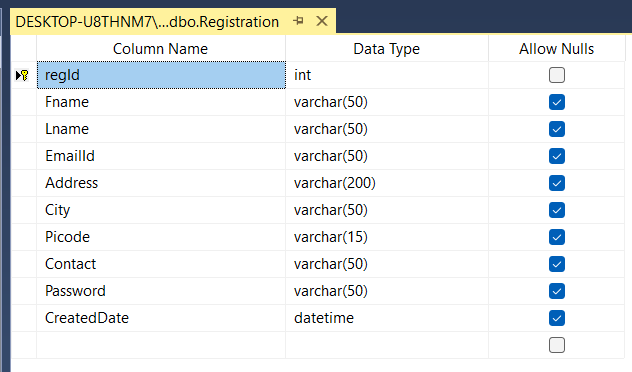 DESKTOP-U8THNM7\...dbo.Registration
Column Name Data Type Allow Nulls
regId int
Fname varchar(50)
Lname varchar(50)
EmailId varchar(50)
Address varchar(200)
City varchar(50)
Picode varchar(15)
Contact varchar(50)
Password varchar(50)
CreatedDate datetime